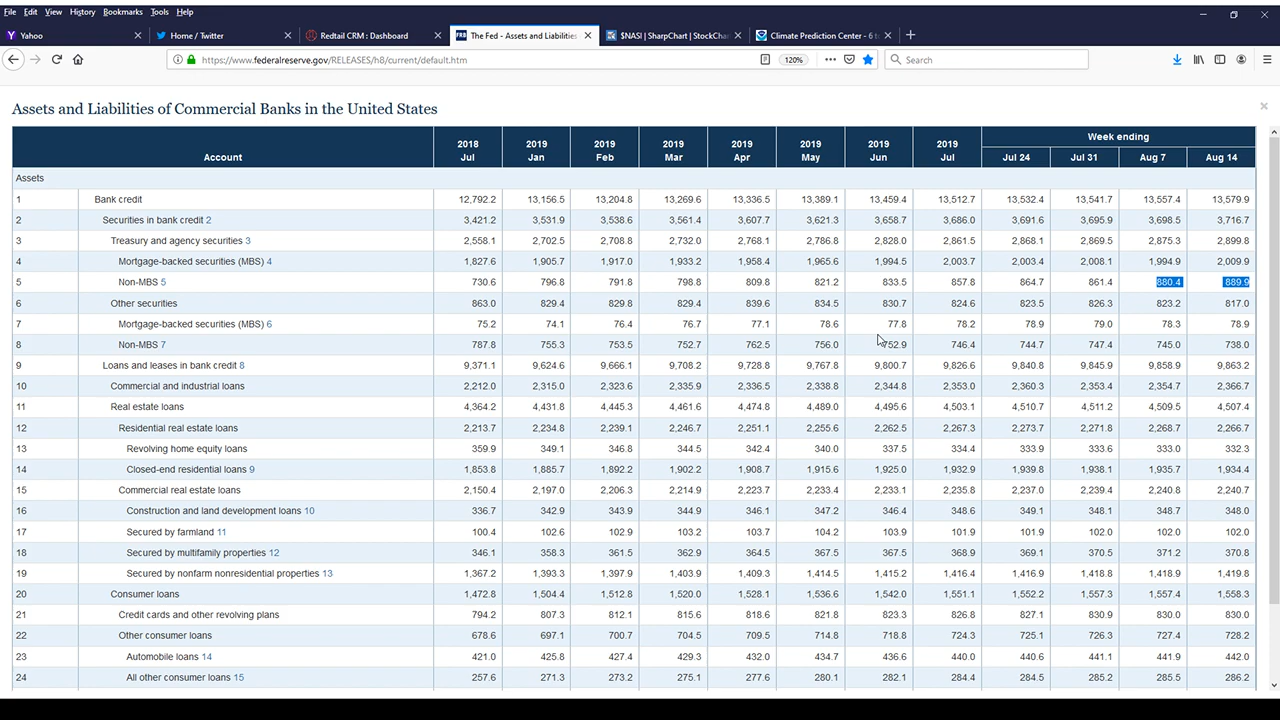 File Edit View History Bookmarks Tools Help
Yahoo Home / Twitter Redtail CRM : Dashboard The Fed - Assets and Liabilities $NASI | SharpChart | StockChar Climate Prediction Center - 6 t
https://www.federalreserve.gov/RELEASES/h8/current/default.htm 120% Search
Assets and Liabilities of Commercial Banks in the United States
Account 2018 Jul 2019 Jan 2019 Feb 2019 Mar 2019 Apr 2019 May 2019 Jun 2019 Jul Week ending
Jul 24 Jul 31 Aug 7 Aug 14
Assets
1 Bank credit 12,792.2 13,156.5 13,204.8 13,269.6 13,336.5 13,389.1 13,459.4 13,512.7 13,532.4 13,541.7 13,557.4 13,579.9
2 Securities in bank credit 2 3,421.2 3,531.9 3,538.6 3,561.4 3,607.7 3,621.3 3,658.7 3,686.0 3,691.6 3,695.9 3,698.5 3,716.7
3 Treasury and agency securities 3 2,558.1 2,702.5 2,708.8 2,732.0 2,768.1 2,786.8 2,828.0 2,861.5 2,868.1 2,869.5 2,875.3 2,899.8
4 Mortgage-backed securities (MBS) 4 1,827.6 1,905.7 1,917.0 1,933.2 1,958.4 1,965.6 1,994.5 2,003.7 2,003.4 2,008.1 1,994.9 2,009.9
5 Non-MBS 5 730.6 796.8 791.8 798.8 809.8 821.2 833.5 857.8 864.7 861.4 880.4 889.9
6 Other securities 863.0 829.4 829.8 829.4 839.6 834.5 830.7 824.6 823.5 826.3 823.2 817.0
7 Mortgage-backed securities (MBS) 6 75.2 74.1 76.4 76.7 77.1 78.6 77.8 78.2 78.9 79.0 78.3 78.9
8 Non-MBS 7 787.8 755.3 753.5 752.7 762.5 756.0 752.9 746.4 744.7 747.4 745.0 738.0
9 Loans and leases in bank credit 8 9,371.1 9,624.6 9,666.1 9,708.2 9,728.8 9,767.8 9,800.7 9,826.6 9,840.8 9,845.9 9,858.9 9,863.2
10 Commercial and industrial loans 2,212.0 2,315.0 2,323.6 2,335.9 2,336.5 2,338.8 2,344.8 2,353.0 2,360.3 2,353.4 2,354.7 2,366.7
11 Real estate loans 4,364.2 4,431.8 4,445.3 4,461.6 4,474.8 4,489.0 4,495.6 4,503.1 4,510.7 4,511.2 4,509.5 4,507.4
12 Residential real estate loans 2,213.7 2,234.8 2,239.1 2,246.7 2,251.1 2,255.6 2,262.5 2,267.3 2,273.7 2,271.8 2,268.7 2,266.7
13 Revolving home equity loans 359.9 349.1 346.8 344.5 342.4 340.0 337.5 334.4 333.9 333.6 333.0 332.3
14 Closed-end residential loans 9 1,853.8 1,885.7 1,892.2 1,902.2 1,908.7 1,915.6 1,925.0 1,932.9 1,939.8 1,938.1 1,935.7 1,934.4
15 Commercial real estate loans 2,150.4 2,197.0 2,206.3 2,214.9 2,223.7 2,233.4 2,233.1 2,235.8 2,237.0 2,239.4 2,240.8 2,240.7
16 Construction and land development loans 10 336.7 342.9 343.9 344.9 346.1 347.2 346.4 348.6 349.1 348.1 348.7 348.0
17 Secured by farmland 11 100.4 102.6 102.9 103.2 103.7 104.2 103.9 101.9 101.9 102.0 102.0 102.0
18 Secured by multifamily properties 12 346.1 358.3 361.5 362.9 364.5 367.5 367.5 368.9 369.1 370.5 371.2 370.8
19 Secured by nonfarm nonresidential properties 13 1,367.2 1,393.3 1,397.9 1,403.9 1,409.3 1,414.5 1,415.2 1,416.4 1,416.9 1,418.8 1,418.9 1,419.8
20 Consumer loans 1,472.8 1,504.4 1,512.8 1,520.0 1,528.1 1,536.6 1,542.0 1,551.1 1,552.2 1,557.3 1,557.4 1,558.3
21 Credit cards and other revolving plans 794.2 807.3 812.1 815.6 818.6 821.8 823.3 826.8 827.1 830.9 830.0 830.0
22 Other consumer loans 678.6 697.1 700.7 704.5 709.5 714.8 718.8 724.3 725.1 726.3 727.4 728.2
23 Automobile loans 14 421.0 425.8 427.4 429.3 432.0 434.7 436.6 440.0 440.6 441.1 441.9 442.0
24 All other consumer loans 15 257.6 271.3 273.2 275.1 277.6 280.1 282.1 284.4 284.5 285.2 285.5 286.2